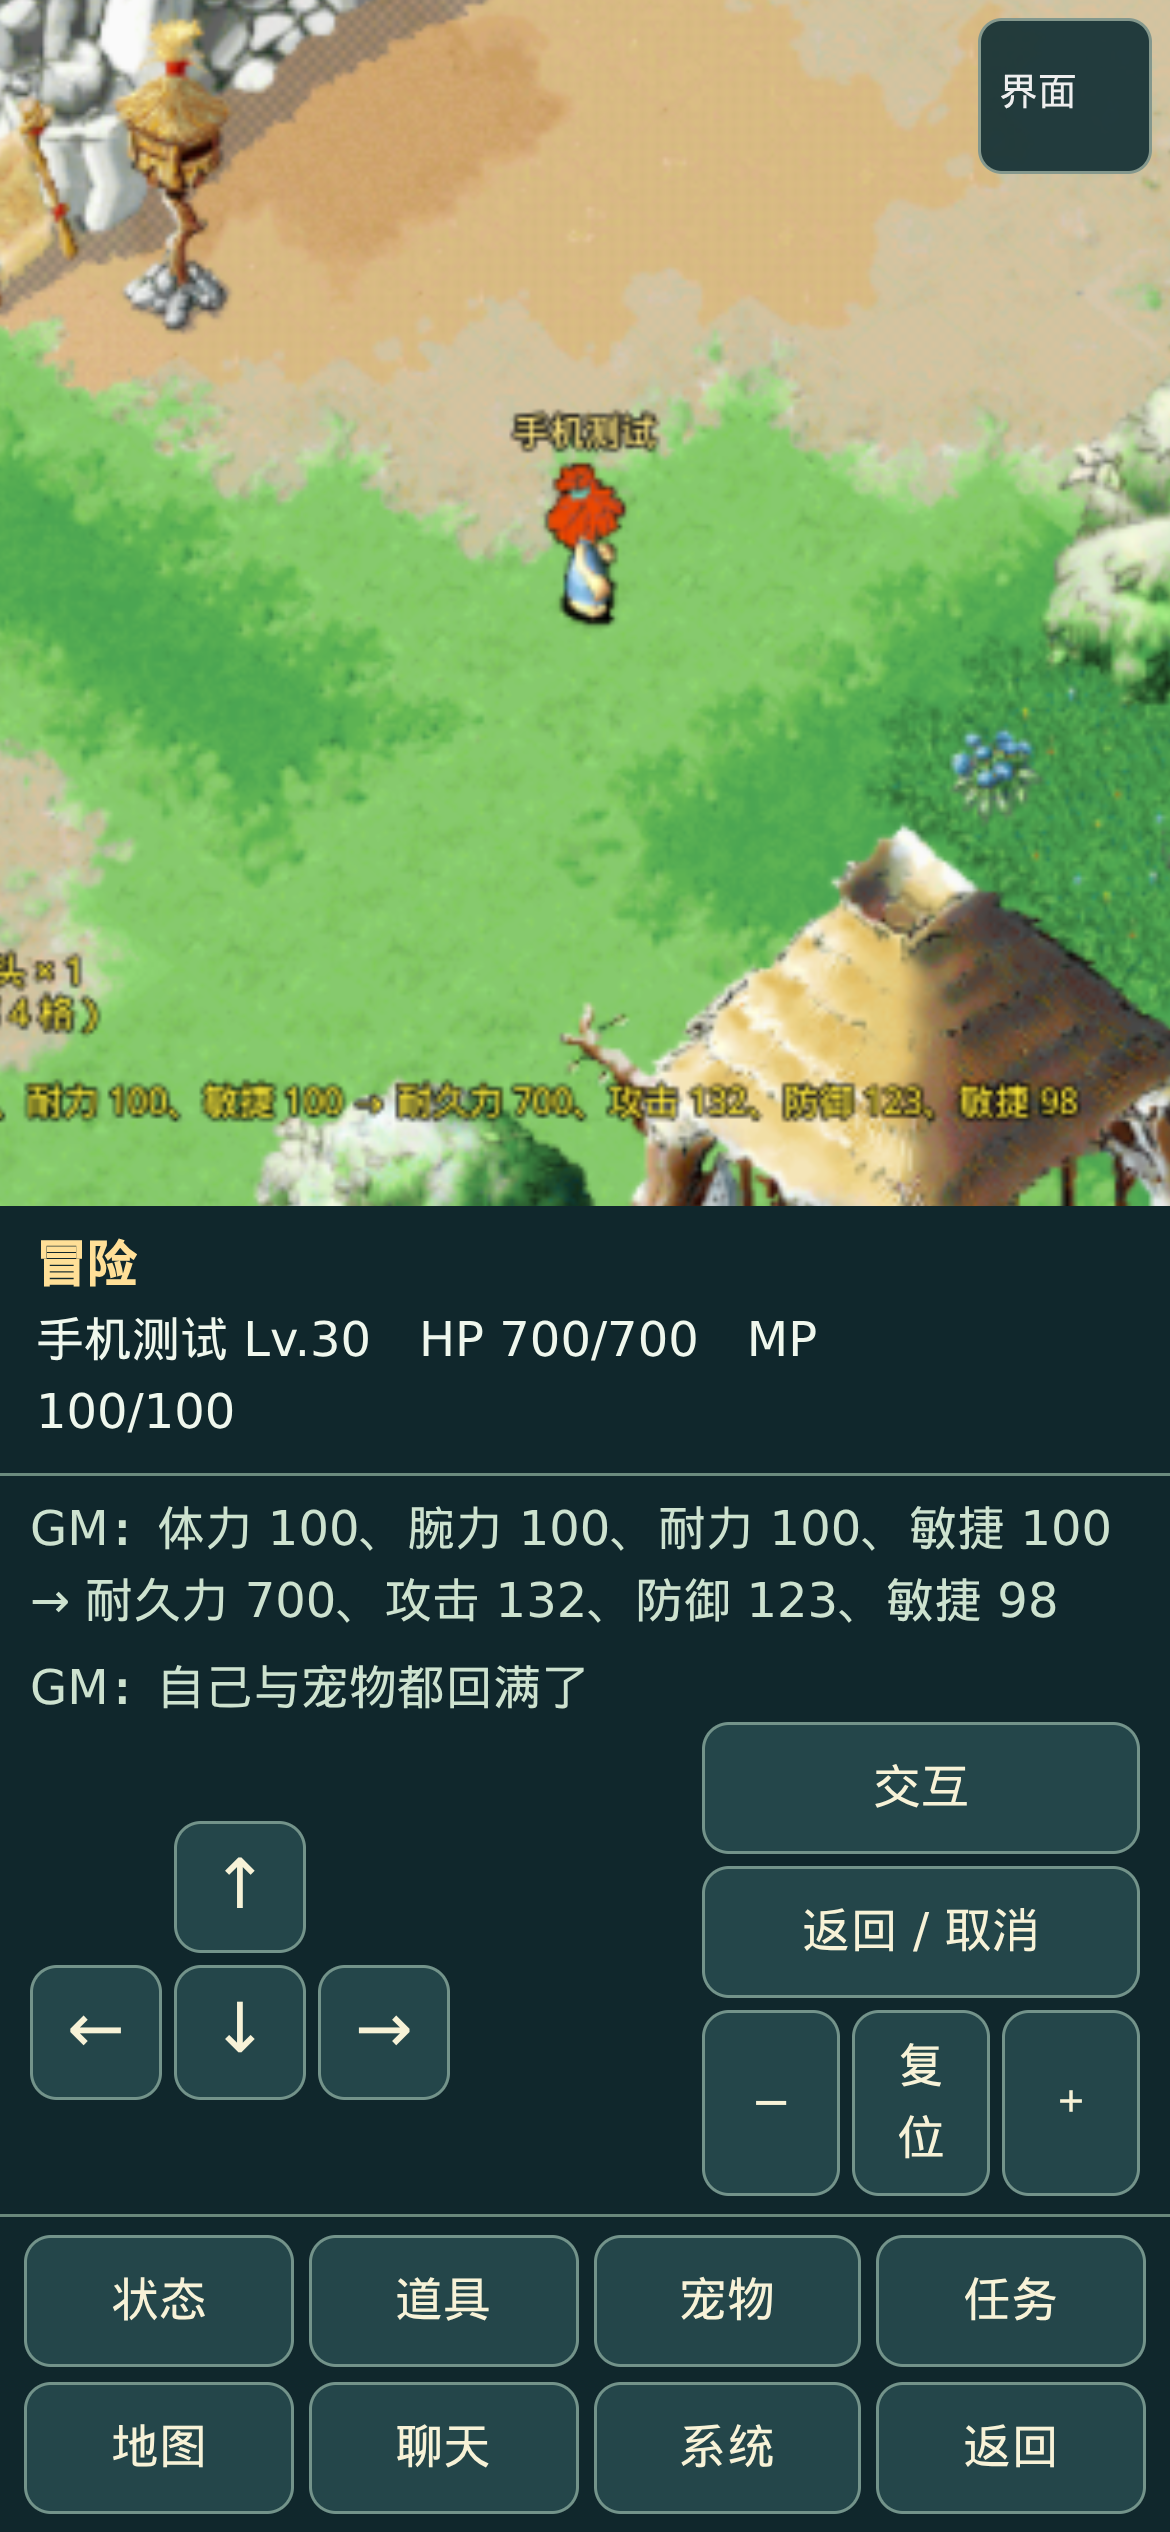 界面
手机测试
头 × 1
4 格）
、耐力 100、敏捷 100 → 耐久力 700、攻击 132、防御 123、敏捷 98
冒险
手机测试 Lv.30 HP 700/700 MP
100/100
GM：体力 100、腕力 100、耐力 100、敏捷 100
→ 耐久力 700、攻击 132、防御 123、敏捷 98
GM：自己与宠物都回满了
交互
↑
返回 / 取消
← ↓ →
− 复位 +
状态 道具 宠物 任务
地图 聊天 系统 返回